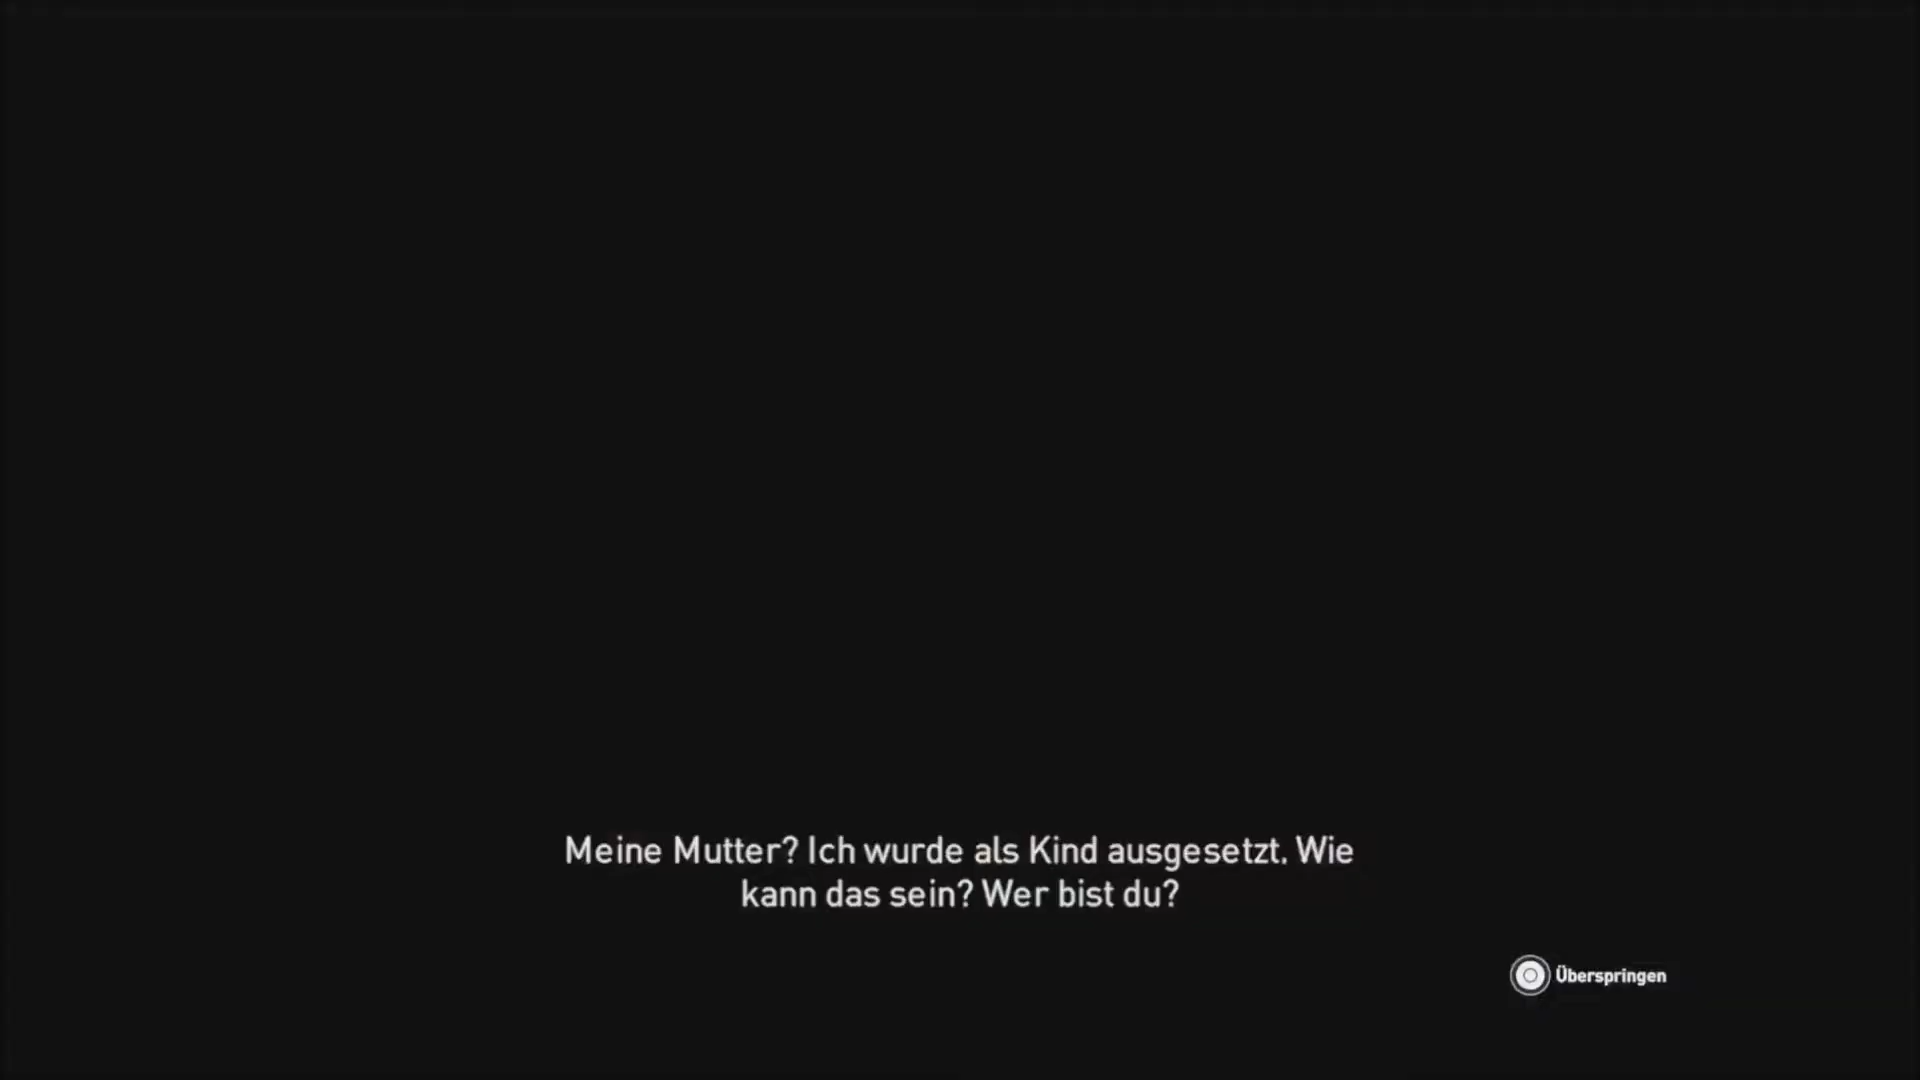 Meine Mutter? Ich wurde als Kind ausgesetzt. Wie
kann das sein? Wer bist du?
Überspringen